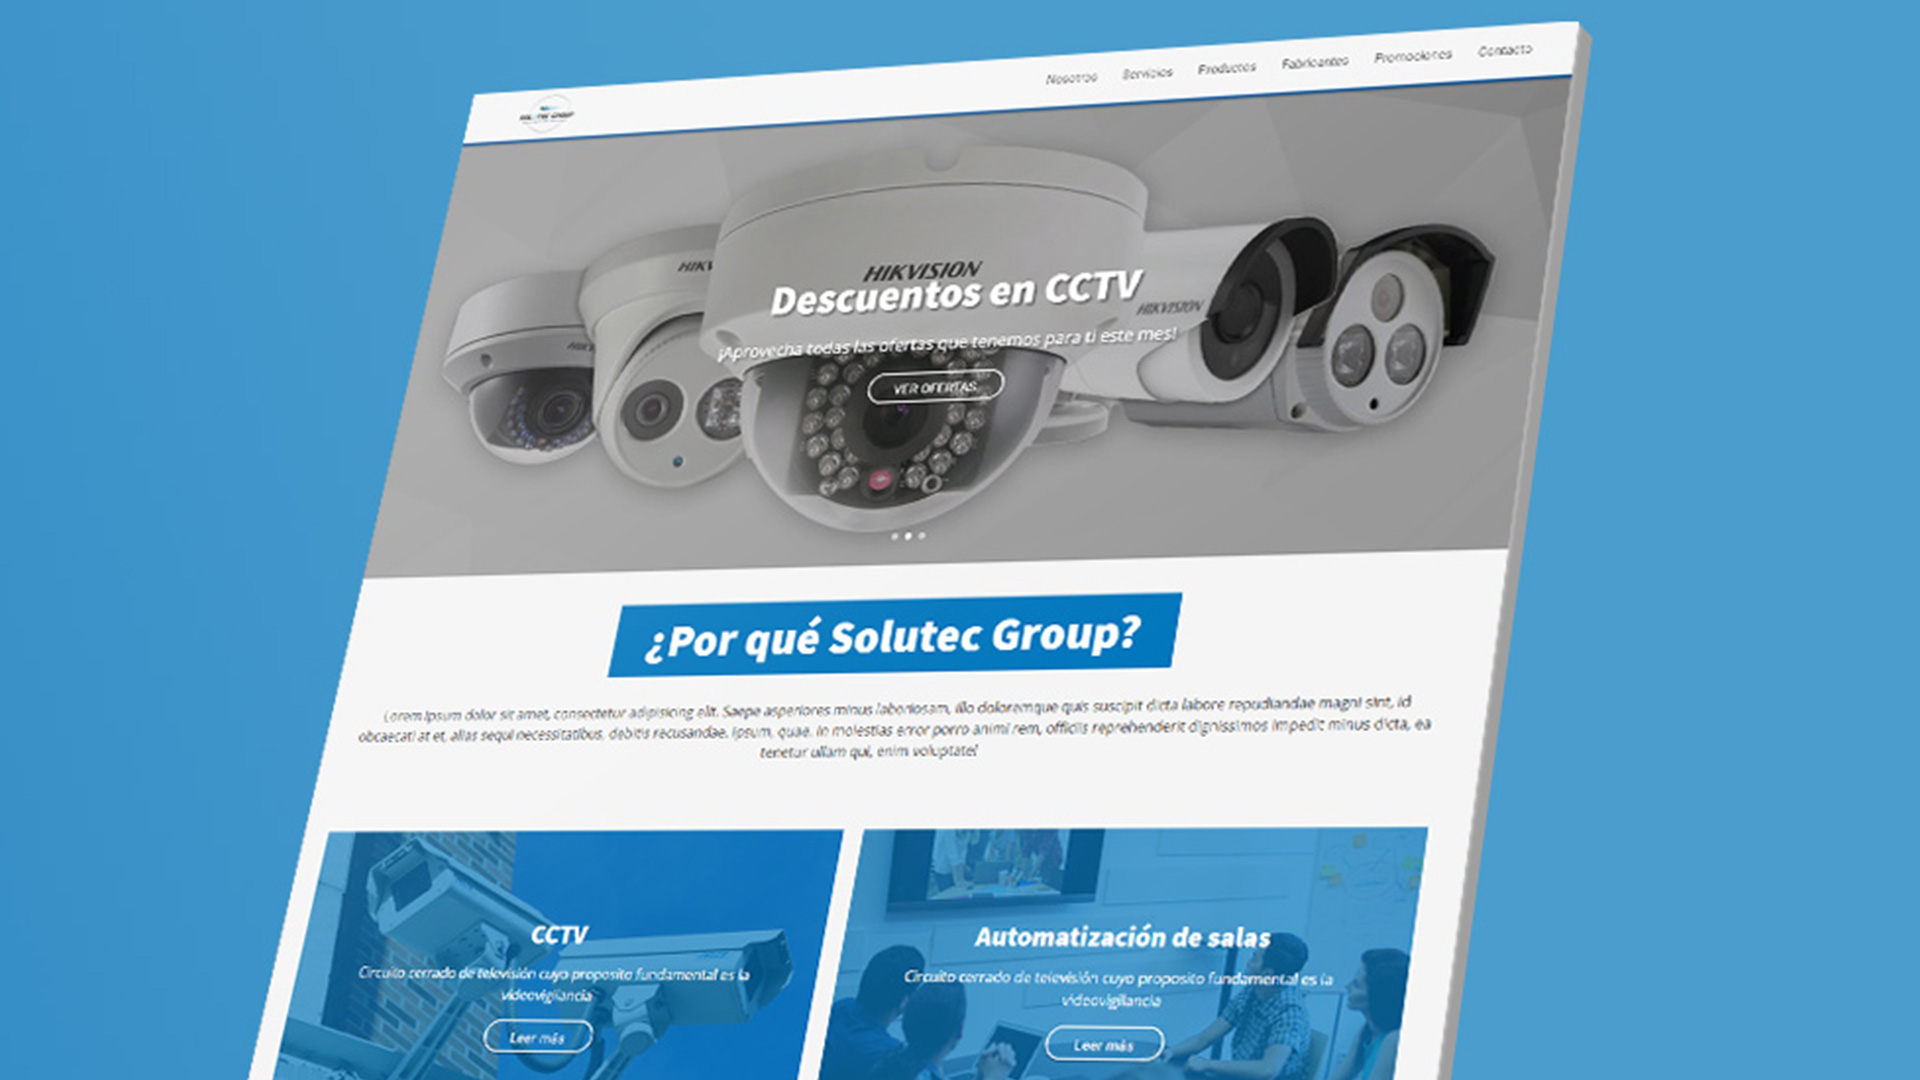 SOLUTEC GROUP
Nosotros Servicios Productos Fabricantes Promociones Contacto
HIKV
HIKVISION
HIKVISION
HIK
Descuentos en CCTV
¡Aprovecha todas las ofertas que tenemos para ti este mes!
VER OFERTAS
¿Por qué Solutec Group?
Lorem ipsum dolor sit amet, consectetur adipisicing elit. Saepe asperiores minus laboriosam, illo doloremque quis suscipit dicta labore repudiandae magni sint, id
obcaecati at et, alias sequi necessitatibus, debitis recusandae. Ipsum, quae. In molestias error porro animi rem, officiis reprehenderit dignissimos impedit minus dicta, ea
tenetur ullam qui, enim voluptate!
CCTV
Circuito cerrado de televisión cuyo proposito fundamental es la
videovigilancia
Leer más
Automatización de salas
Circuito cerrado de televisión cuyo proposito fundamental es la
videovigilancia
Leer más